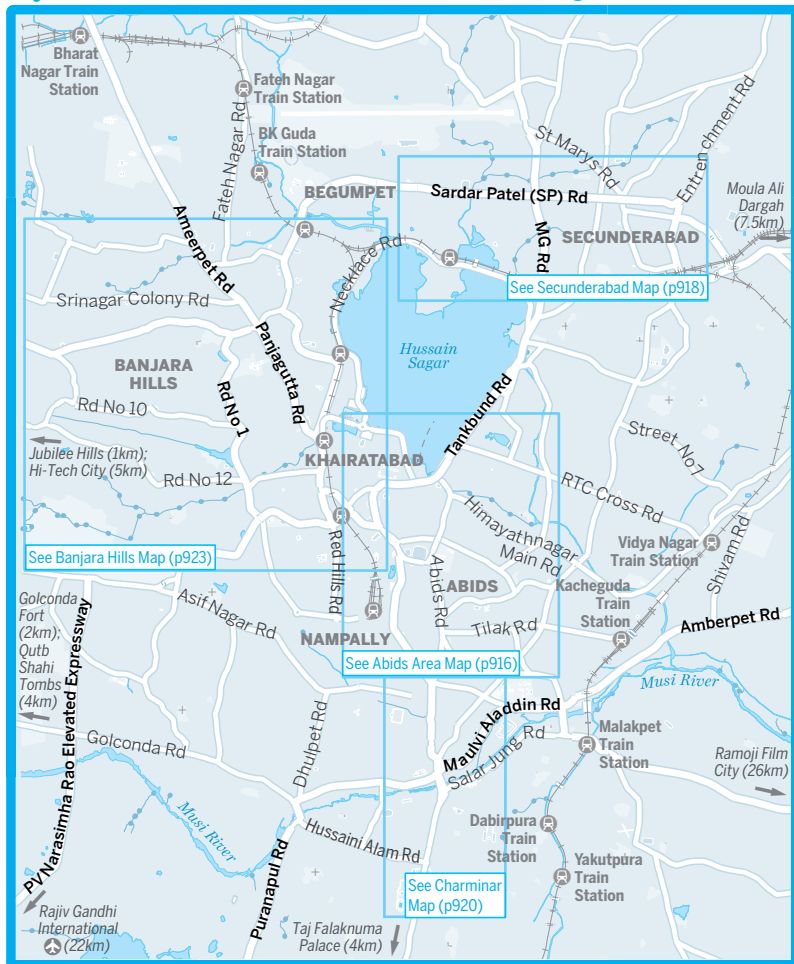 Bharat
Nagar Train
Station
Fateh Nagar
Train Station
BK Guda
Train Station
Fateh Nagar Rd
St Marys Rd
Entrenchment Rd
BEGUMPET
Sardar Patel (SP) Rd
Moula Ali
Dargah
(7.5km)
Ameerpet Rd
MG Rd
SECUNDERABAD
Necklace Rd
See Secunderabad Map (p918)
Srinagar Colony Rd
Panjagutta Rd
Hussain
Sagar
BANJARA
HILLS
Rd No 1
Rd No 10
Tankbund Rd
Street No7
Jubilee Hills (1km);
Hi-Tech City (5km)
KHAIRATABAD
Rd No 12
RTC Cross Rd
Himayathnagar
Main Rd
Vidya Nagar
Train Station
Shivam Rd
See Banjara Hills Map (p923)
Red Hills Rd
Abids Rd
ABIDS
Kacheguda
Train
Station
Golconda
Fort
(2km);
Qutb
Shahi
Tombs
(4km)
Asif Nagar Rd
NAMPALLY
Tilak Rd
Amberpet Rd
See Abids Area Map (p916)
Musi River
PV Narasimha Rao Elevated Expressway
Golconda Rd
Dhulpet Rd
Maulvi Aladdin Rd
Salar Jung Rd
Malakpet
Train
Station
Ramoji Film
City (26km)
Musi River
Hussaini Alam Rd
Dabirpura
Train
Station
Puranapul Rd
See Charminar
Map (p920)
Yakutpura
Train
Station
Rajiv Gandhi
International
(22km)
Taj Falaknuma
Palace (4km)